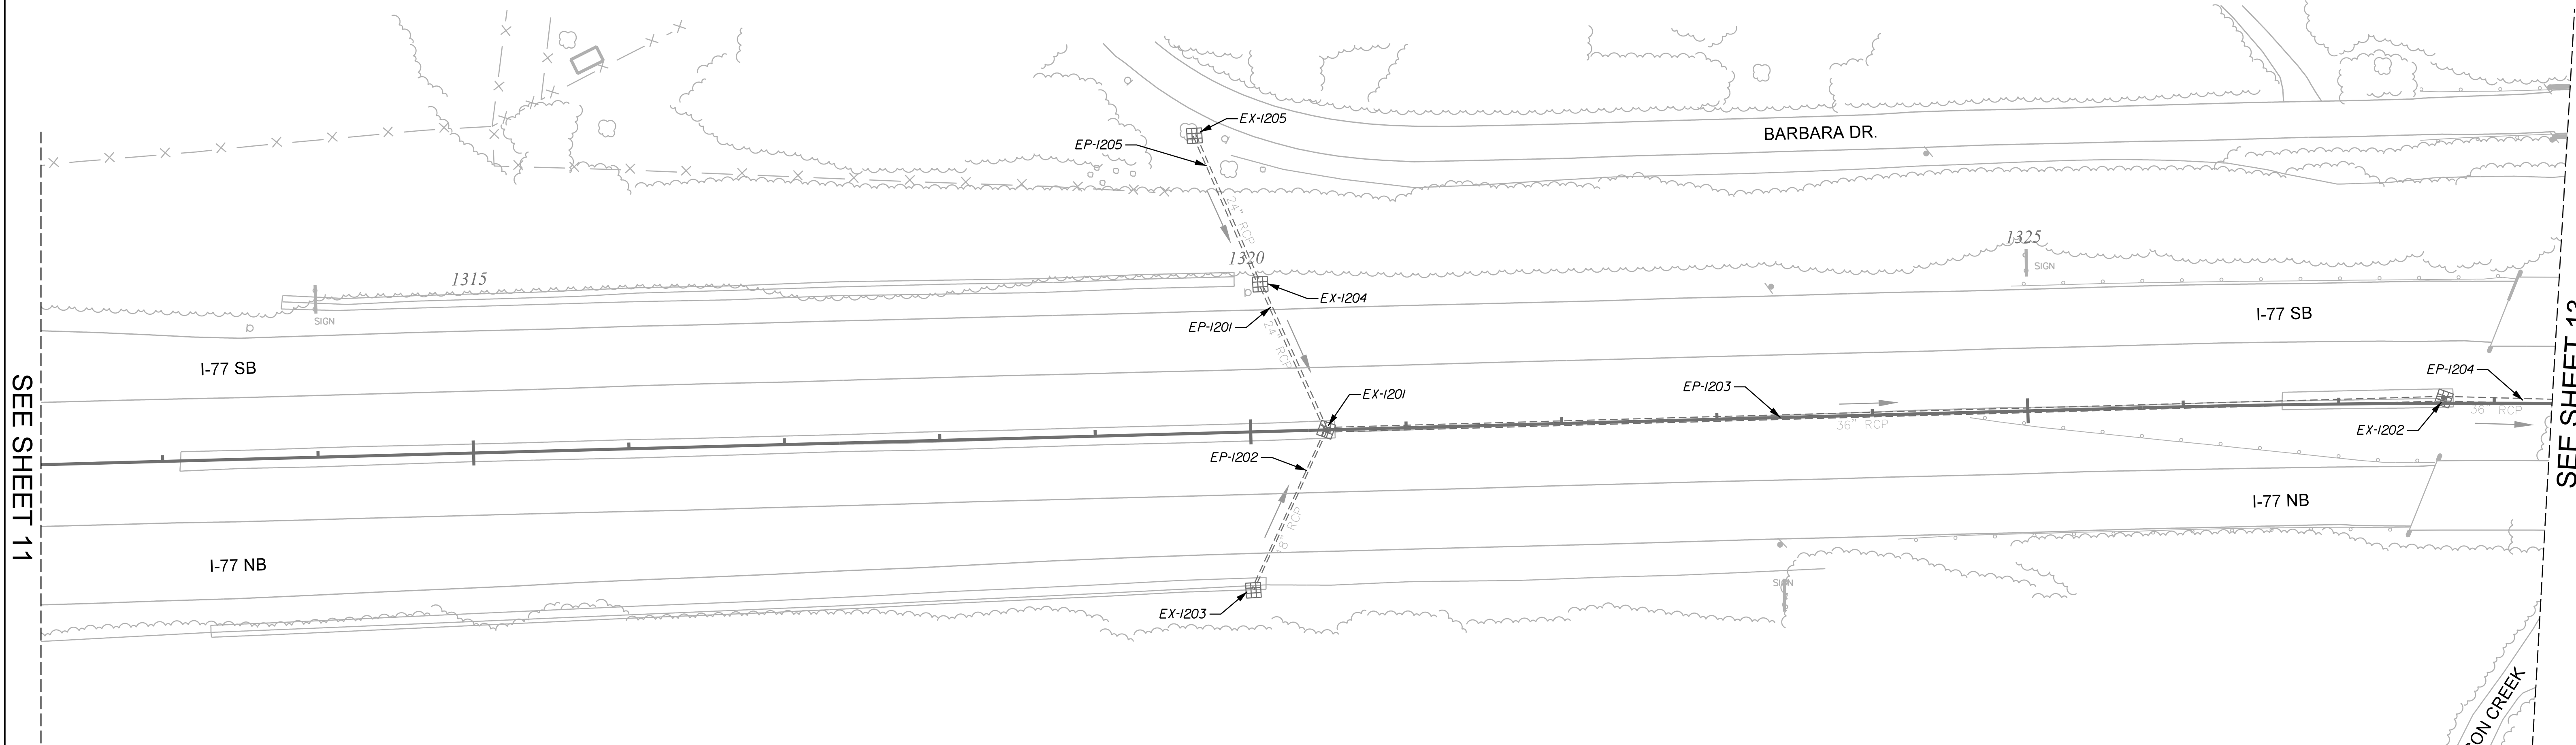 EX-1205
BARBARA DR.
EP-1205
24" RCP
1325
1320
SIGN
1315
EX-1204
I-77 SB
SIGN
EP-1201
24" RCP
I-77 SB
EP-1204
SEE SHEET 11
EP-1203
EX-1201
36" RCP
36" RCP
EX-1202
EP-1202
I-77 NB
RCP
I-77 NB
SIGN
EX-1203
SON CREEK